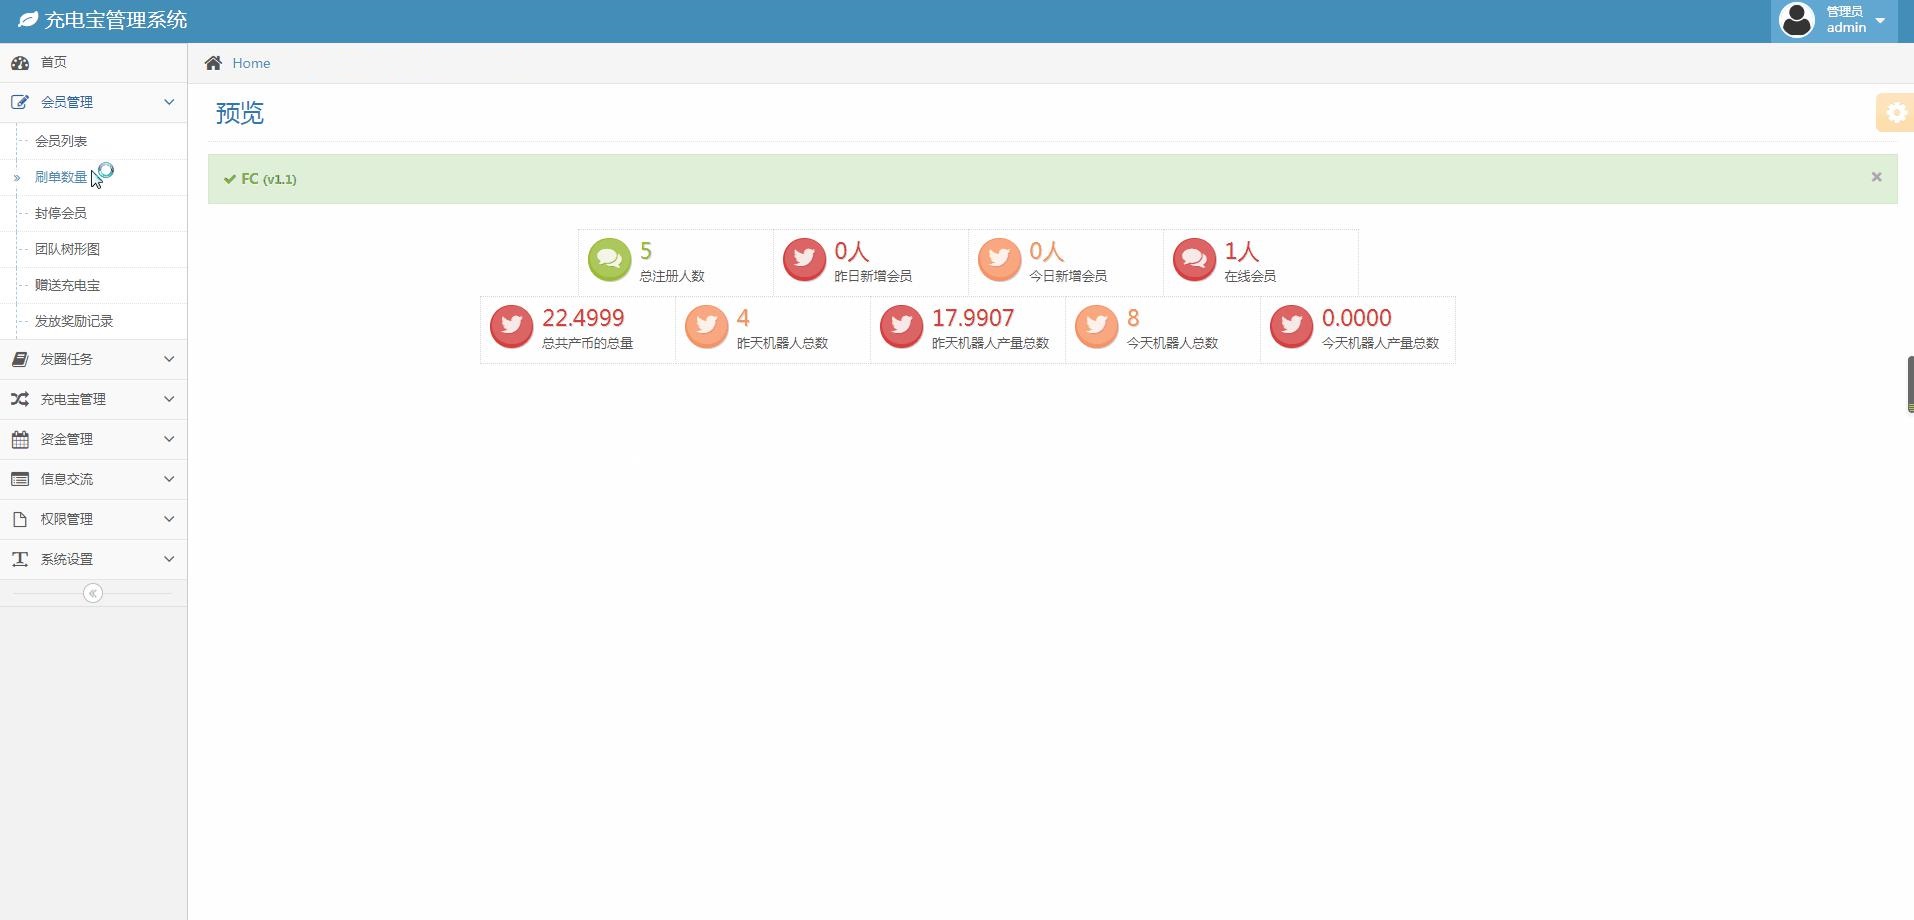 充电宝管理系统
管理员
admin
首页
Home
会员管理
预览
会员列表
刷单数量
FC (v1.1)
封停会员
团队树形图
赠送充电宝
发放奖励记录
发圈任务
充电宝管理
资金管理
信息交流
权限管理
系统设置
5
总注册人数
0人
昨日新增会员
0人
今日新增会员
1人
在线会员
22.4999
总共产币的总量
4
昨天机器人总数
17.9907
昨天机器人产量总数
8
今天机器人总数
0.0000
今天机器人产量总数